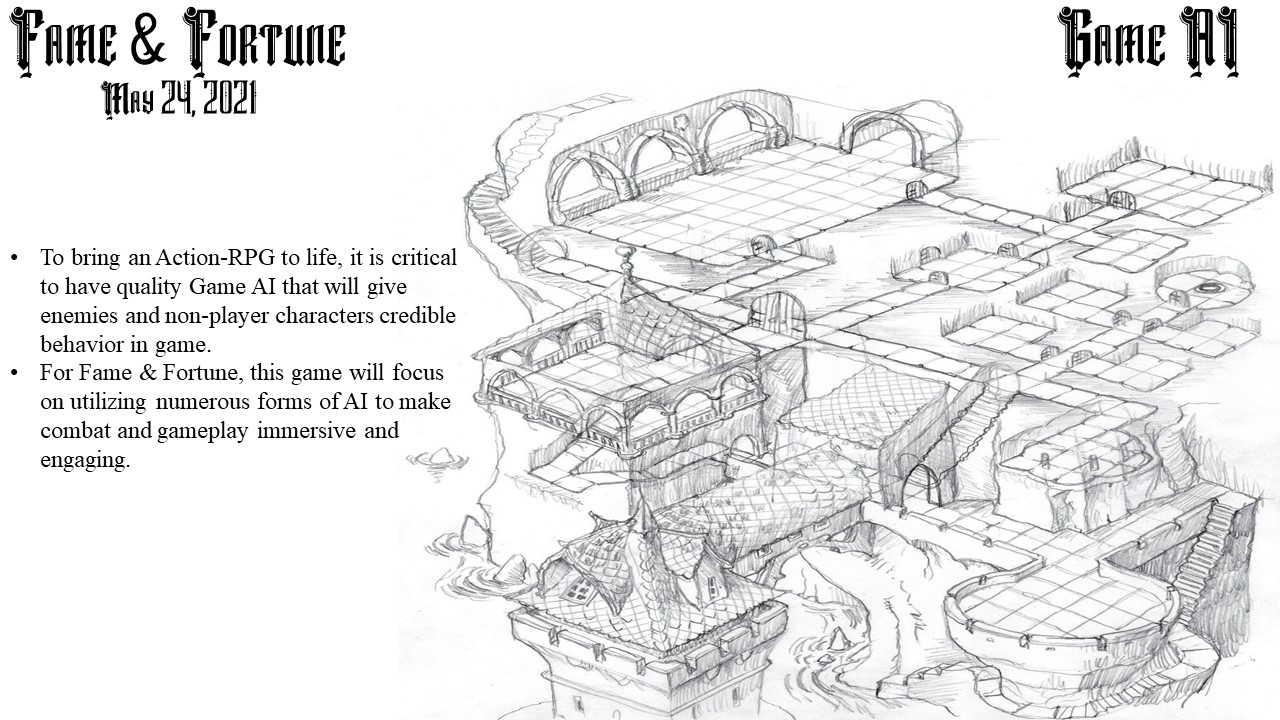 Fame & Fortune
May 24, 2021
Game AI
• To bring an Action-RPG to life, it is critical
to have quality Game AI that will give
enemies and non-player characters credible
behavior in game.
• For Fame & Fortune, this game will focus
on utilizing numerous forms of AI to make
combat and gameplay immersive and
engaging.